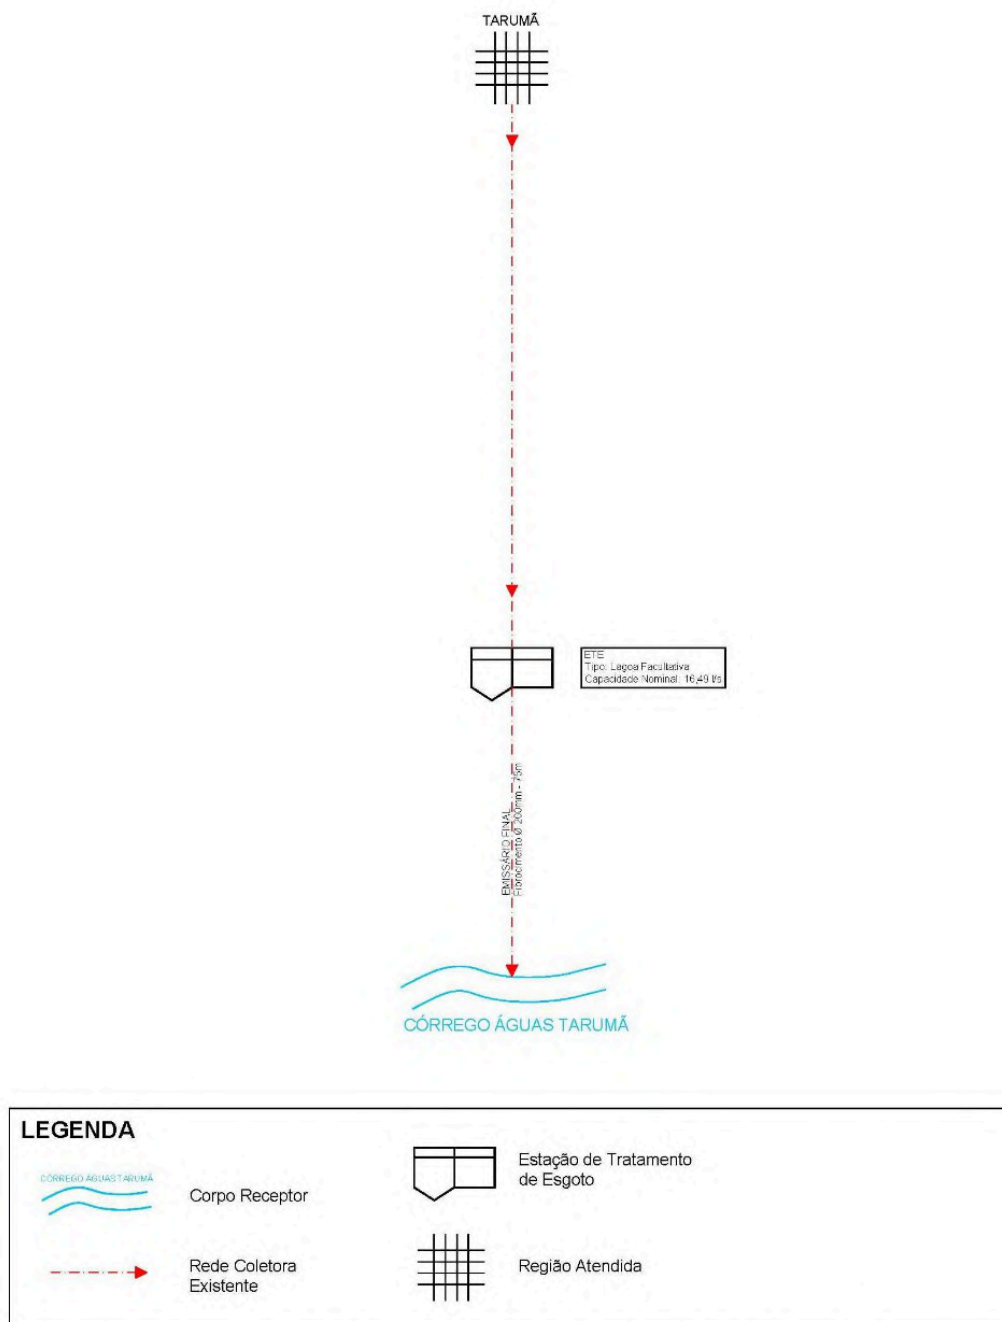 TARUMÃ
ETE
Tipo: Lagoa Facultativa
Capacidade Nominal: 16,49 l/s
EMISSÁRIO FINAL
Fibrocimento Ø 200mm - 75m
CÓRREGO ÁGUAS TARUMÃ
LEGENDA
CÓRREGO ÁGUAS TARUMÃ
Corpo Receptor
Estação de Tratamento
de Esgoto
Rede Coletora
Existente
Região Atendida